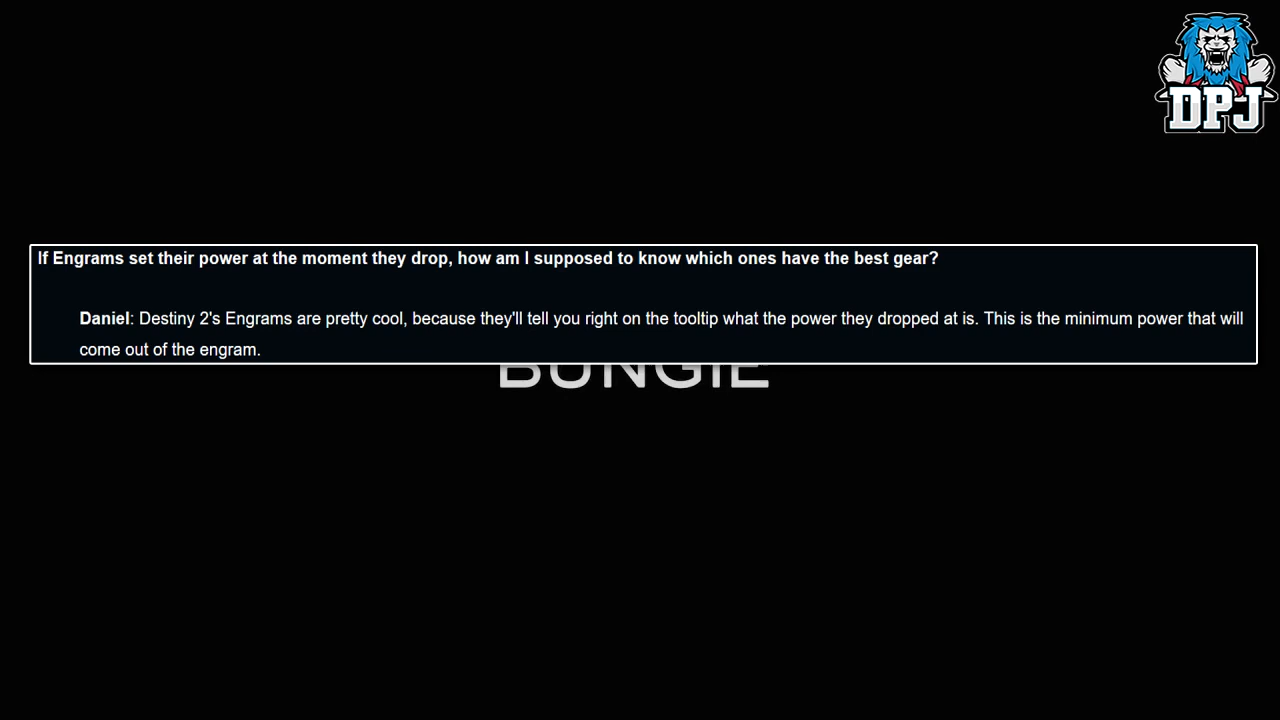 DPJ
If Engrams set their power at the moment they drop, how am I supposed to know which ones have the best gear?
Daniel: Destiny 2's Engrams are pretty cool, because they'll tell you right on the tooltip what the power they dropped at is. This is the minimum power that will
come out of the engram.
BUNGIE